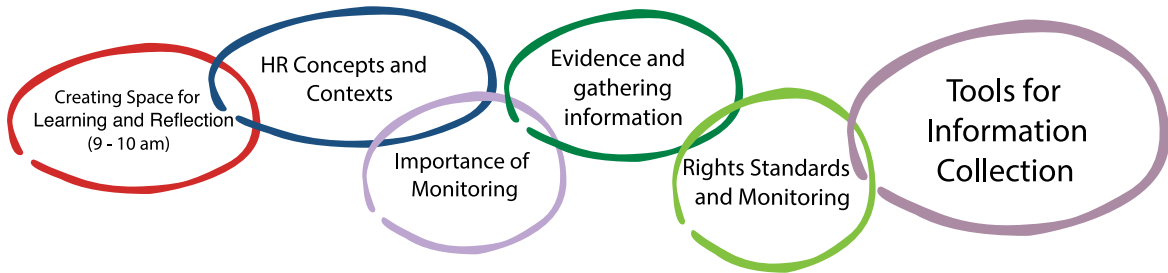 Creating Space for
Learning and Reflection
(9 - 10 am)
HR Concepts and
Contexts
Importance of
Monitoring
Evidence and
gathering
information
Rights Standards
and Monitoring
Tools for
Information
Collection